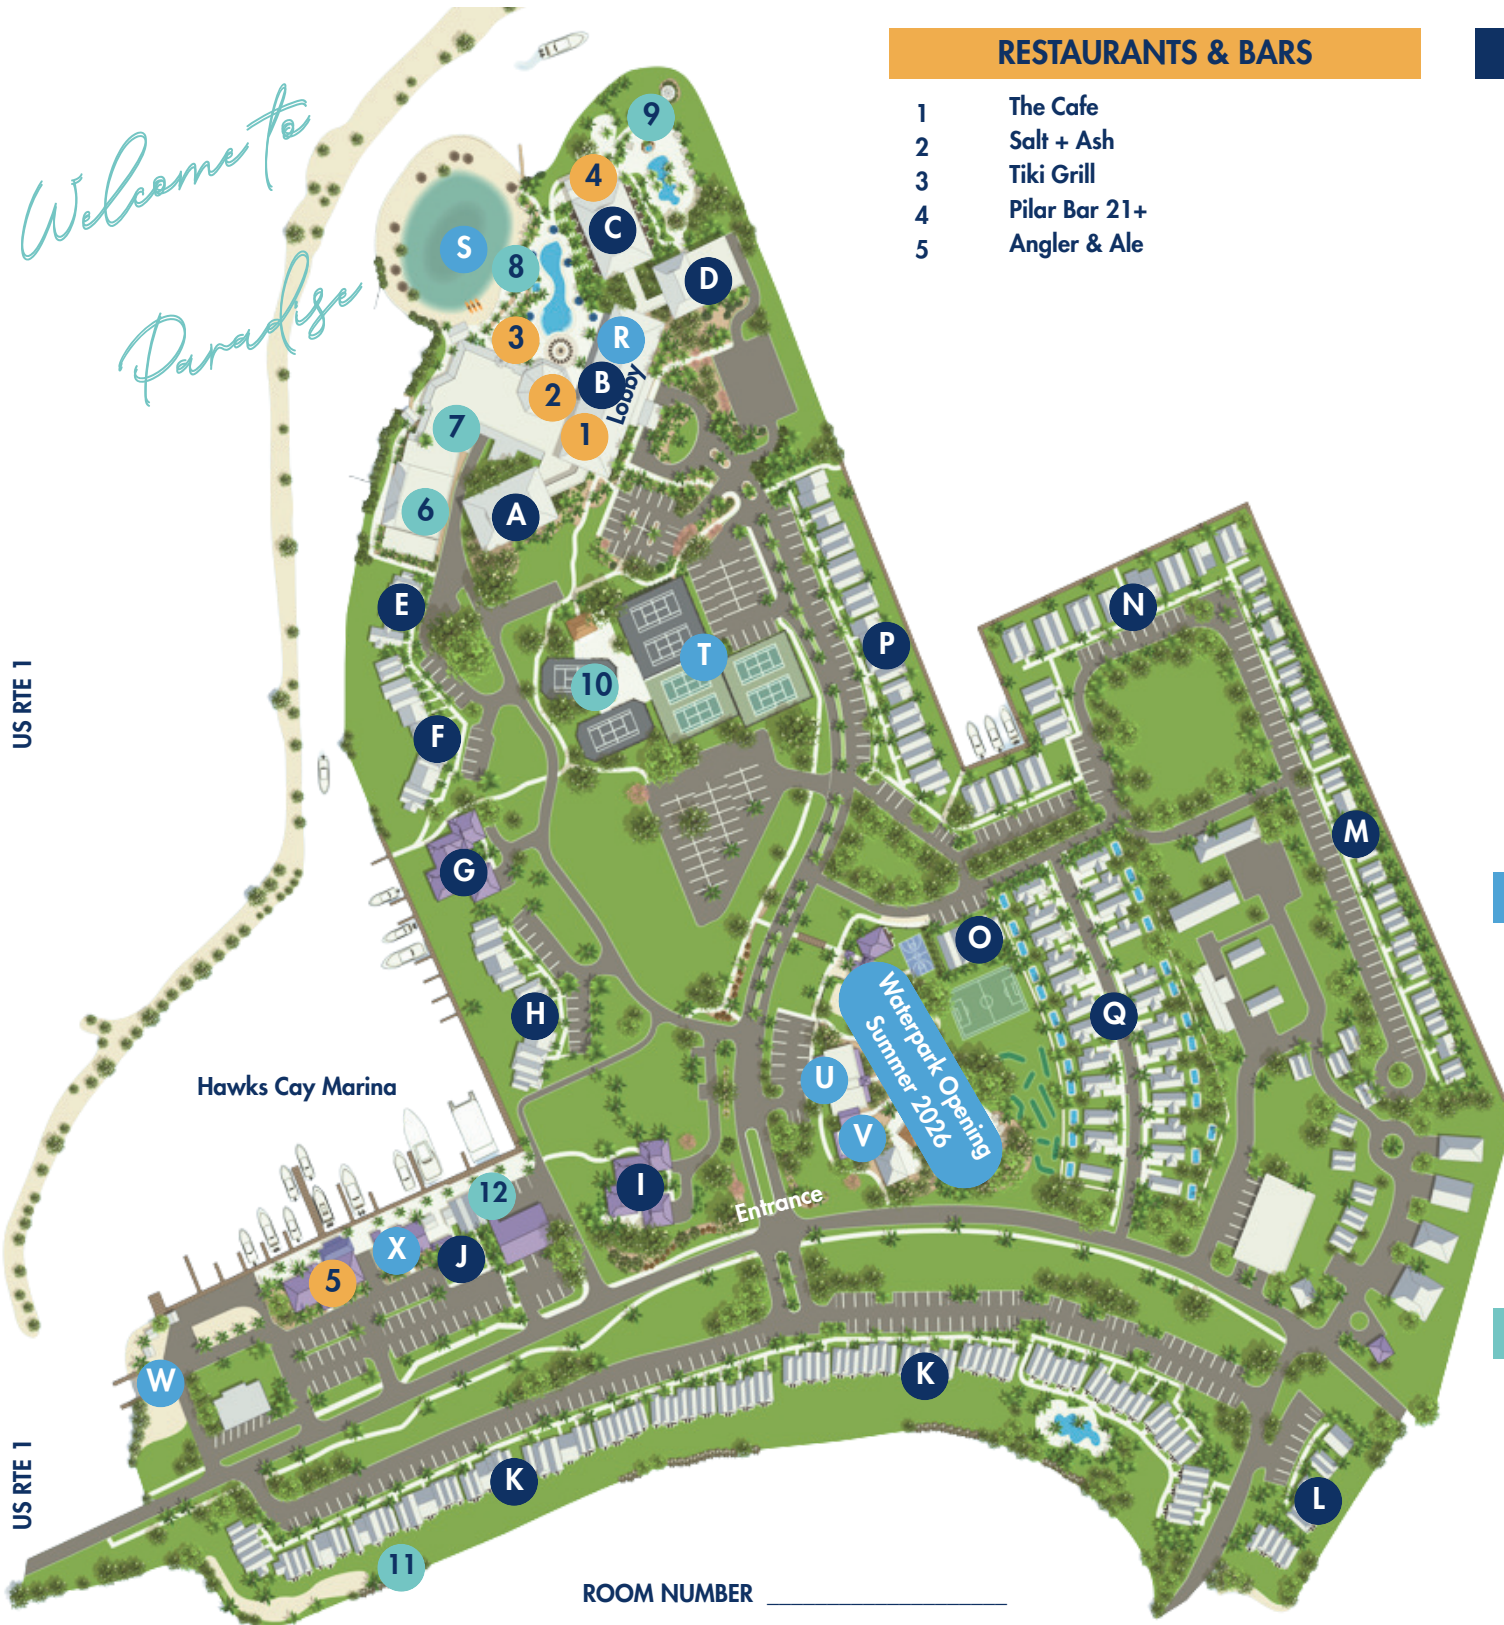 Welcome to
Paradise
RESTAURANTS & BARS
1 The Cafe
2 Salt + Ash
3 Tiki Grill
4 Pilar Bar 21+
5 Angler & Ale
9
4
C
S
8
D
3
R
B
Lobby
2
1
7
6
A
E
N
P
T
10
US RTE 1
F
M
G
O
H
Q
Waterpark Opening
Summer 2026
U
V
Hawks Cay Marina
12
I
Entrance
X
J
5
W
K
K
L
US RTE 1
11
ROOM NUMBER ____________________